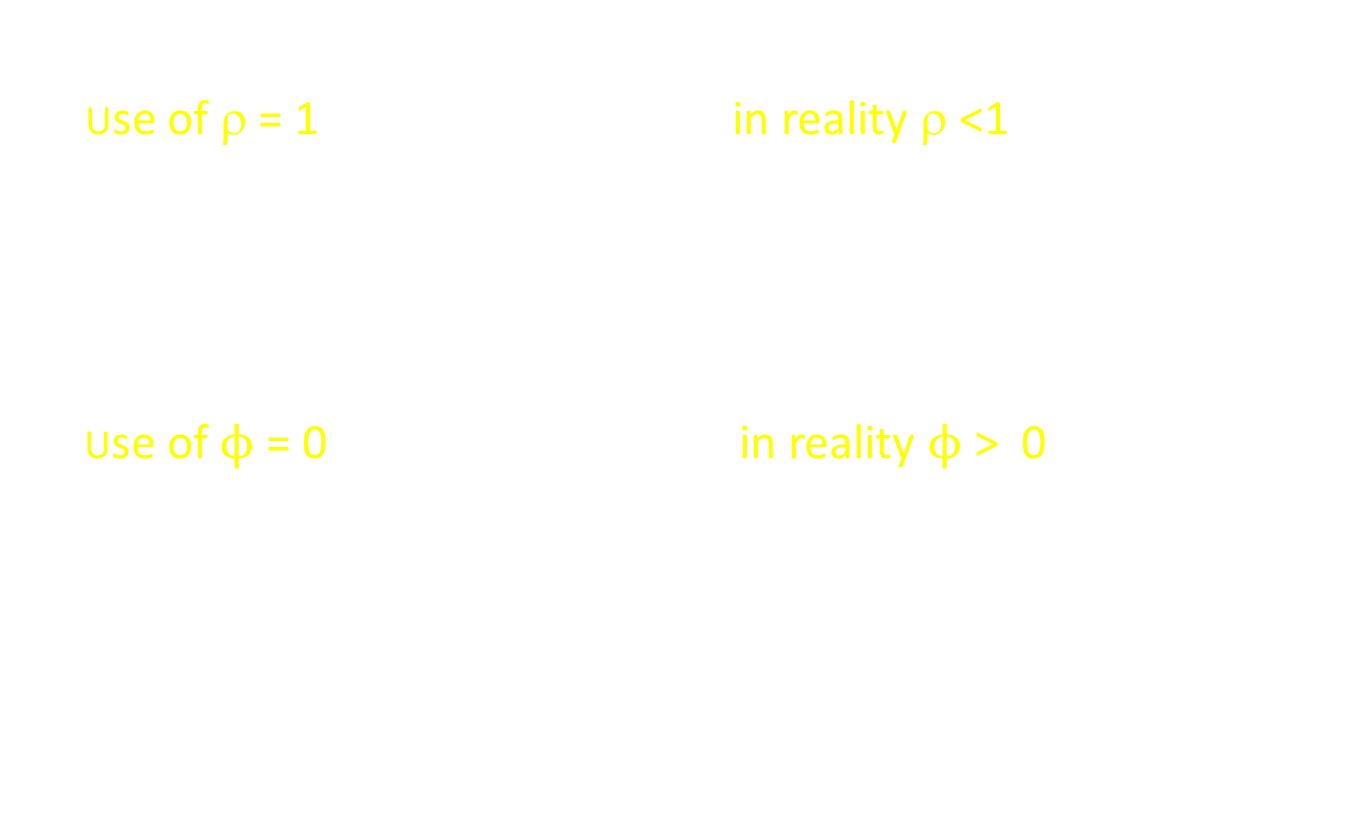 Use of ρ = 1 in reality ρ <1
Use of ϕ = 0 in reality ϕ > 0